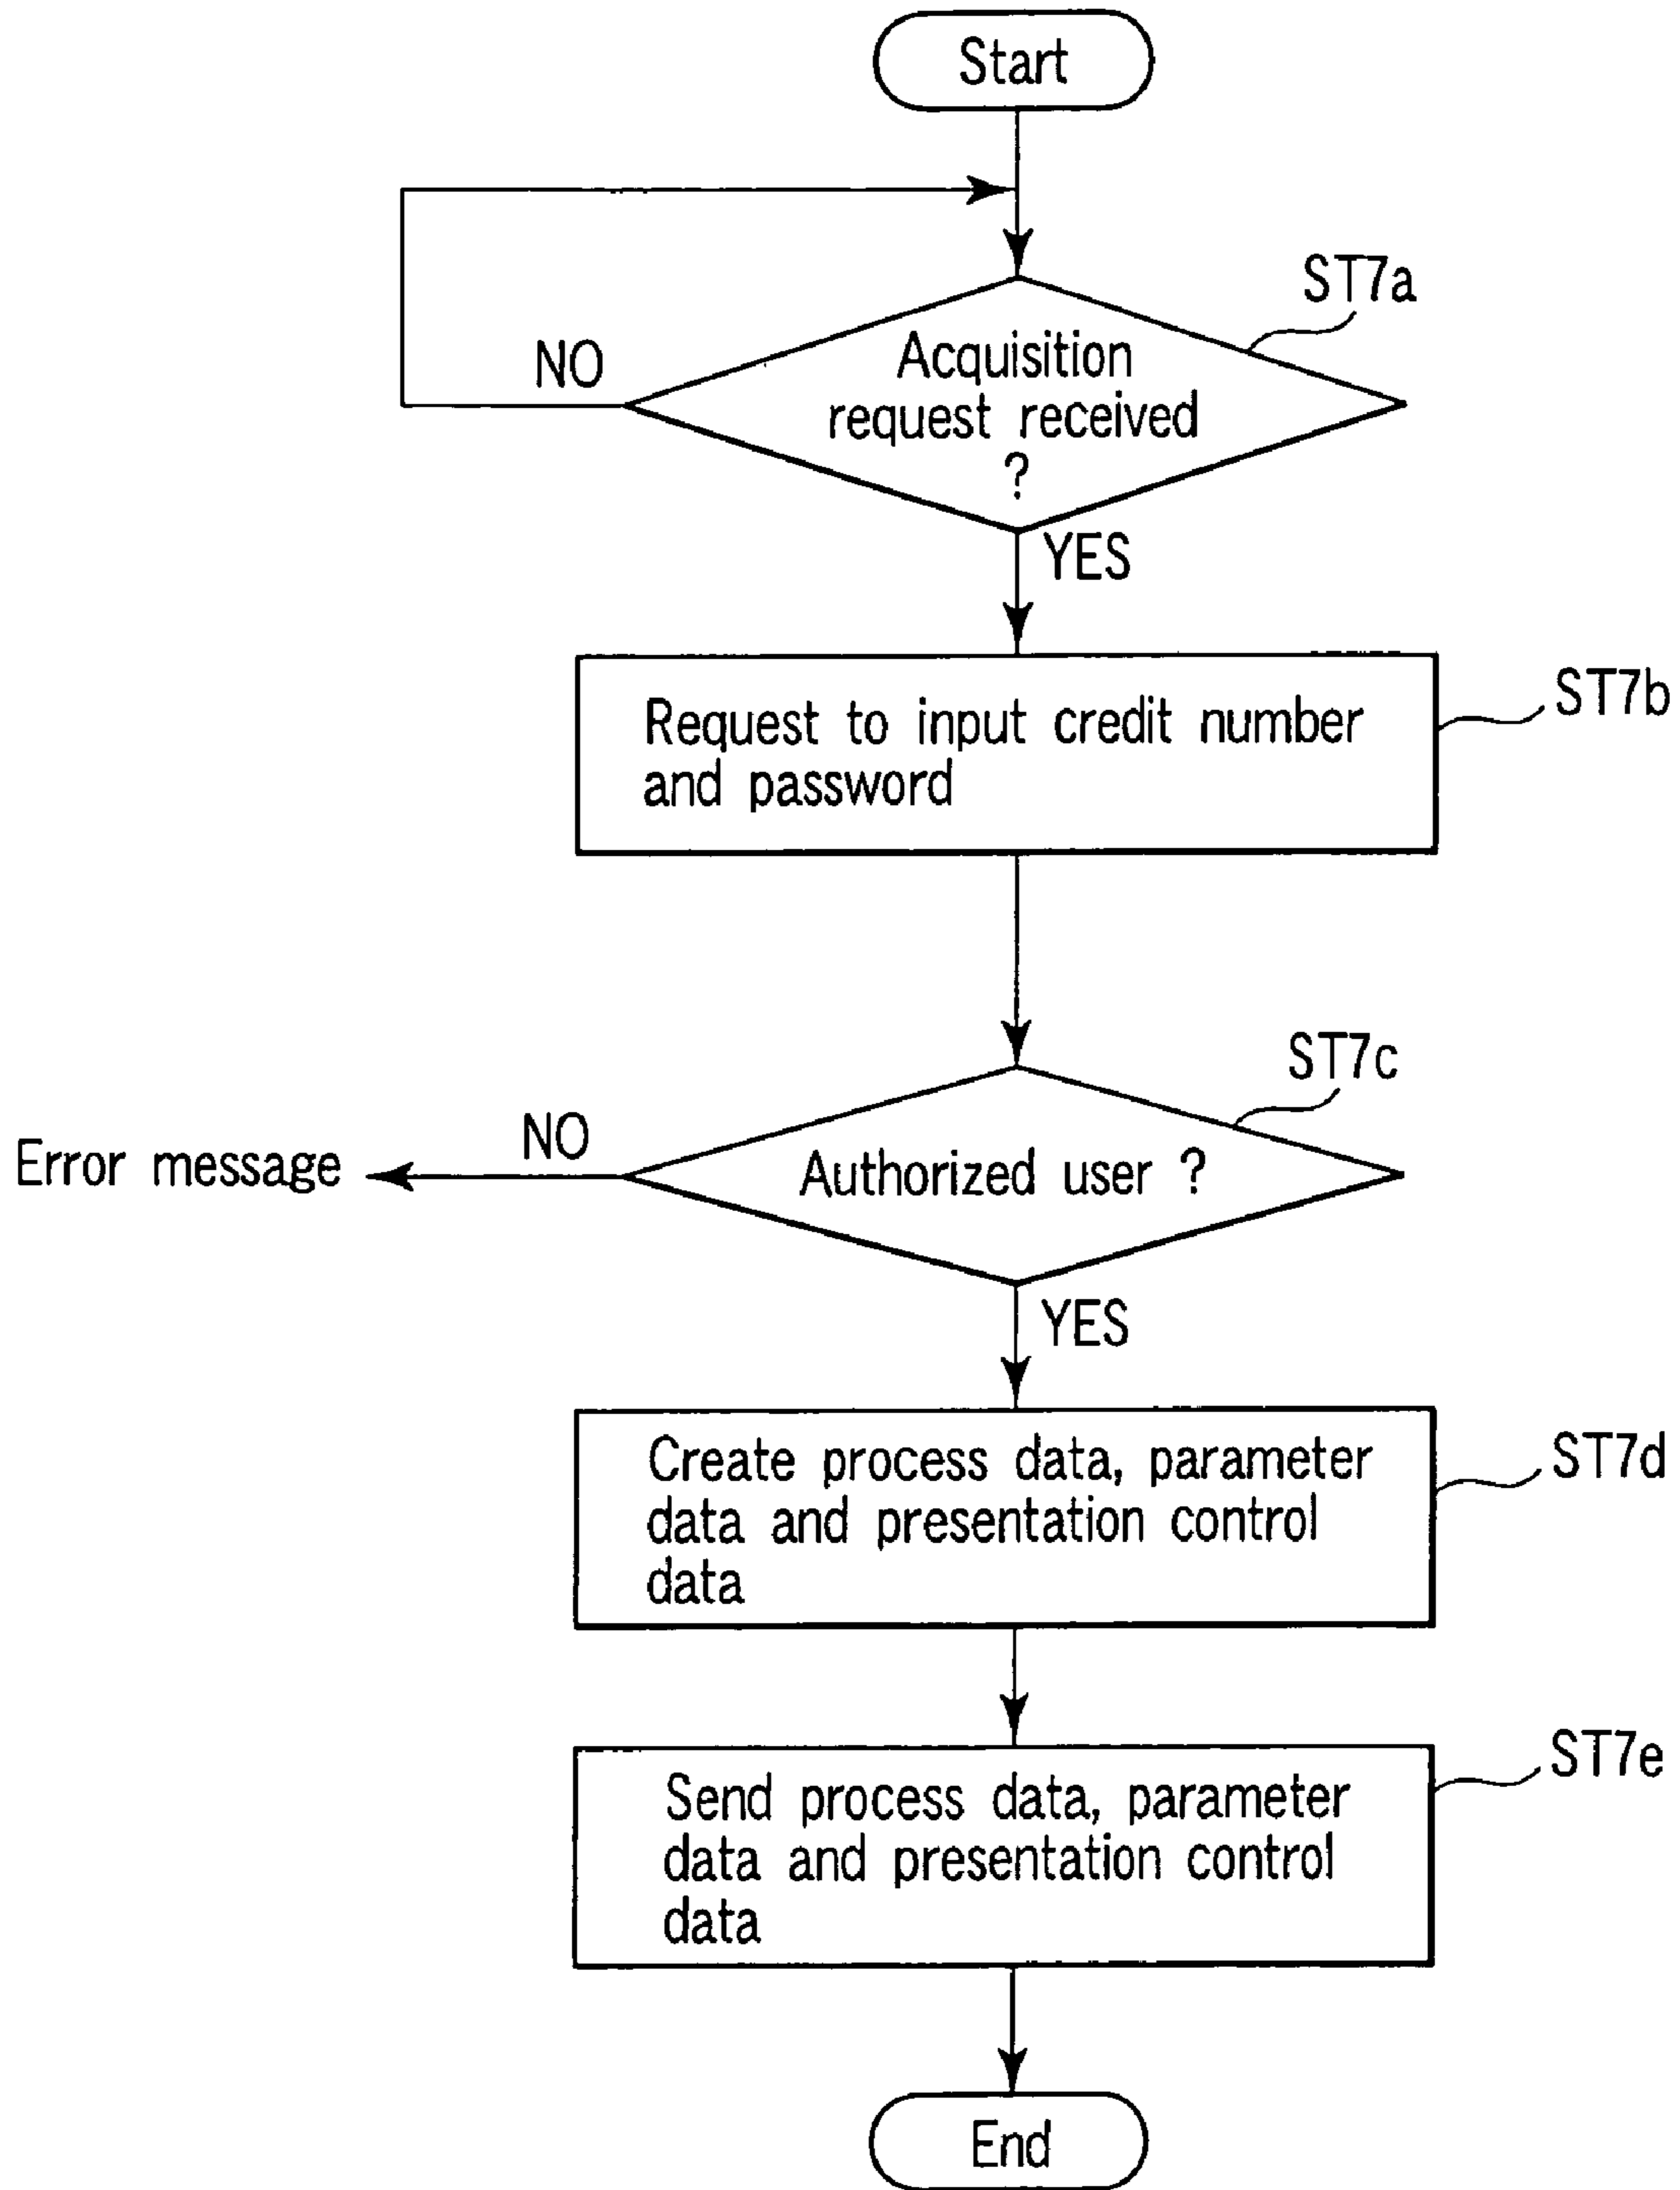 Start
ST7a
Acquisition
request received
?
NO
YES
Request to input credit number
and password
ST7b
ST7c
Authorized user ?
NO
Error message
YES
Create process data, parameter
data and presentation control
data
ST7d
Send process data, parameter
data and presentation control
data
ST7e
End